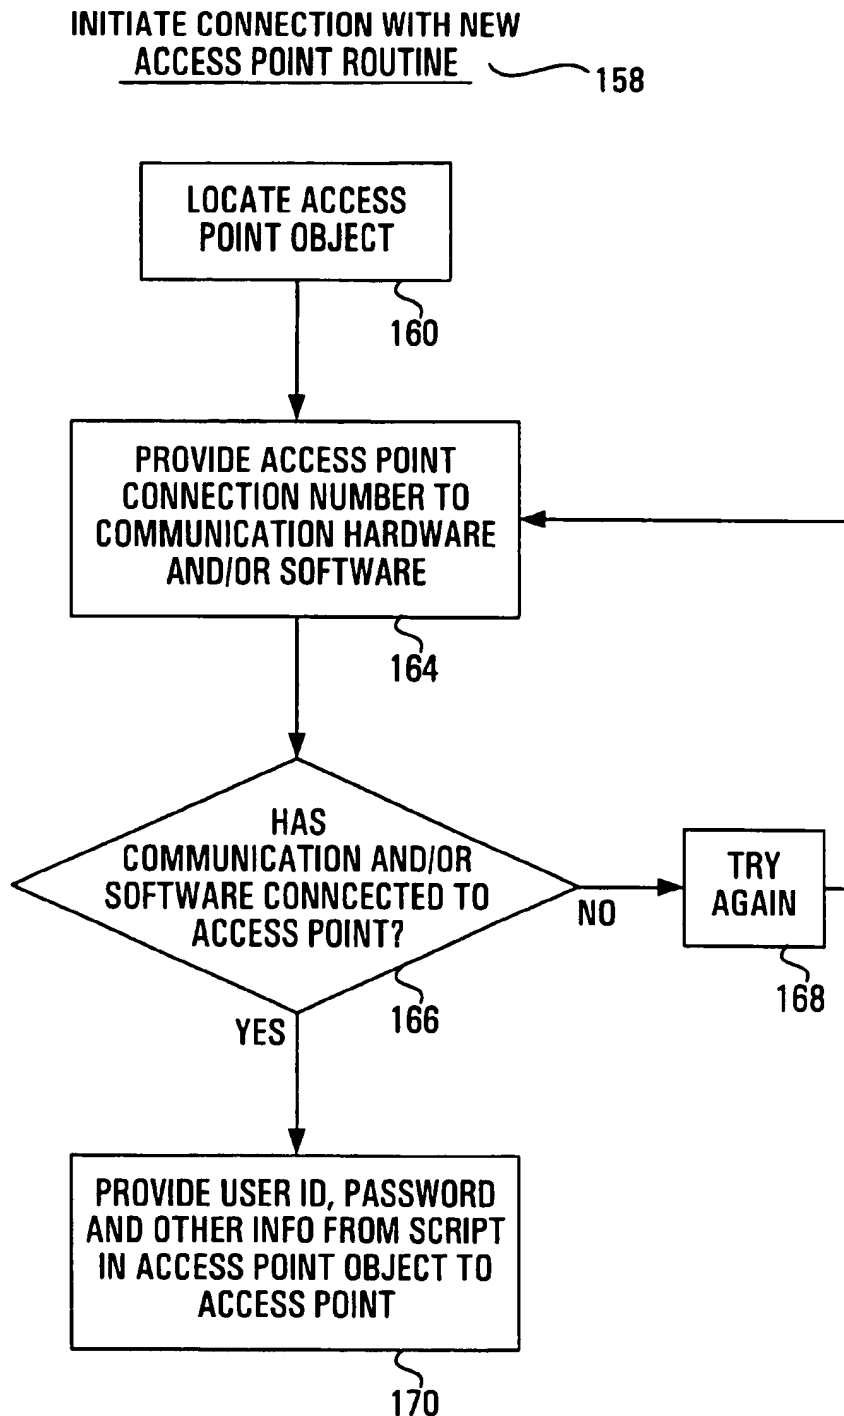 INITIATE CONNECTION WITH NEW
ACCESS POINT ROUTINE
158
LOCATE ACCESS
POINT OBJECT
160
PROVIDE ACCESS POINT
CONNECTION NUMBER TO
COMMUNICATION HARDWARE
AND/OR SOFTWARE
164
HAS
COMMUNICATION AND/OR
SOFTWARE CONNCECTED TO
ACCESS POINT?
166
NO
TRY
AGAIN
168
YES
PROVIDE USER ID, PASSWORD
AND OTHER INFO FROM SCRIPT
IN ACCESS POINT OBJECT TO
ACCESS POINT
170